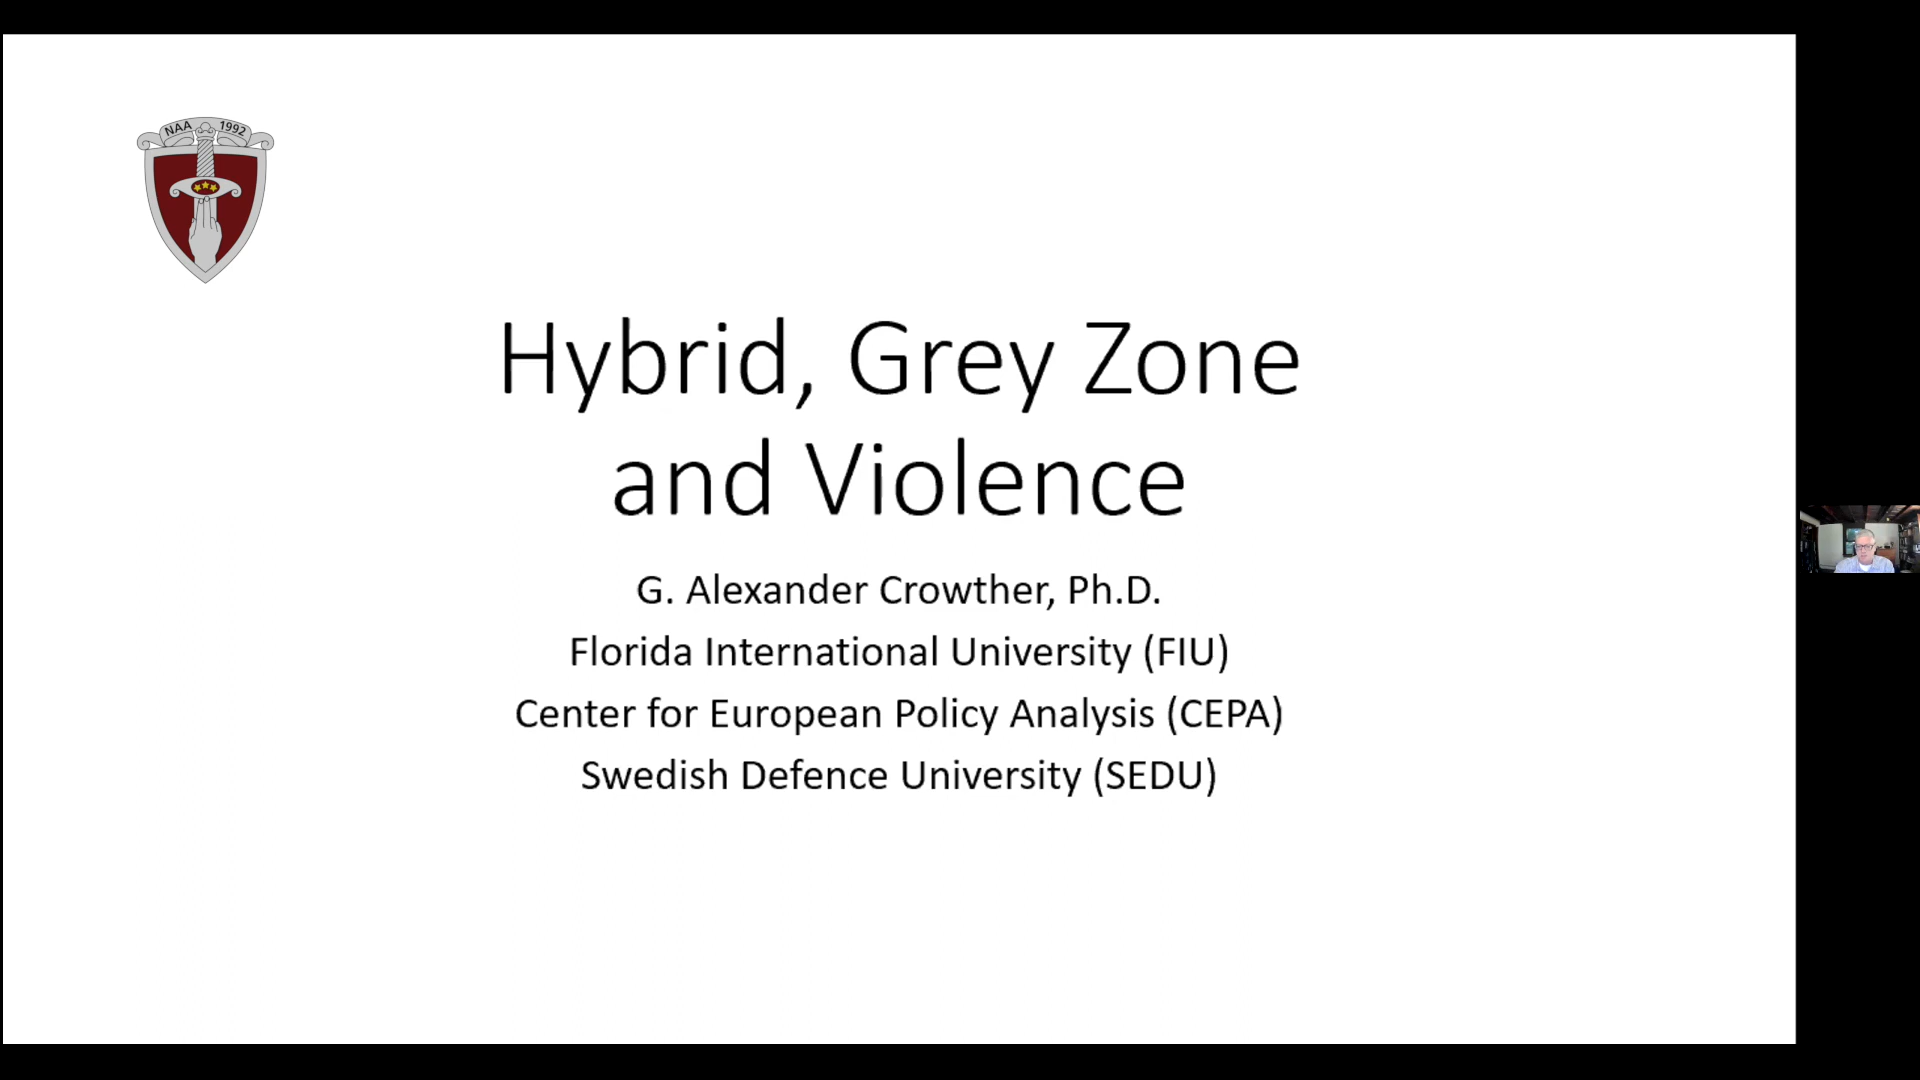 NAA 1992
Hybrid, Grey Zone
and Violence
G. Alexander Crowther, Ph.D.
Florida International University (FIU)
Center for European Policy Analysis (CEPA)
Swedish Defence University (SEDU)